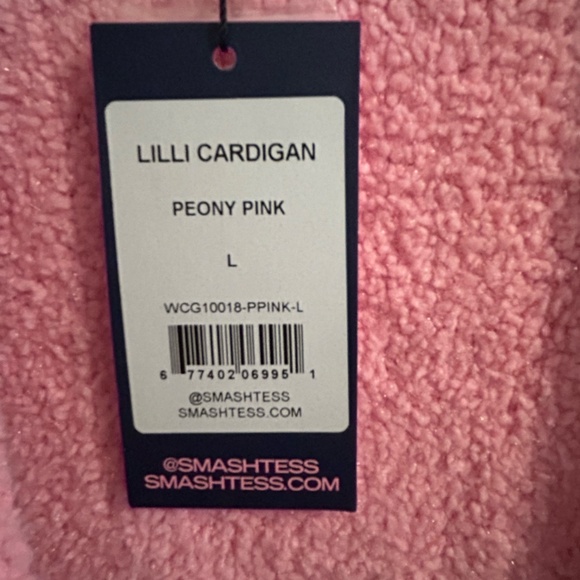 LILLI CARDIGAN
PEONY PINK
L
WCG10018-PPINK-L
6 77402 06995 1
@SMASHTESS
SMASHTESS.COM
@SMASHTESS
SMASHTESS.COM